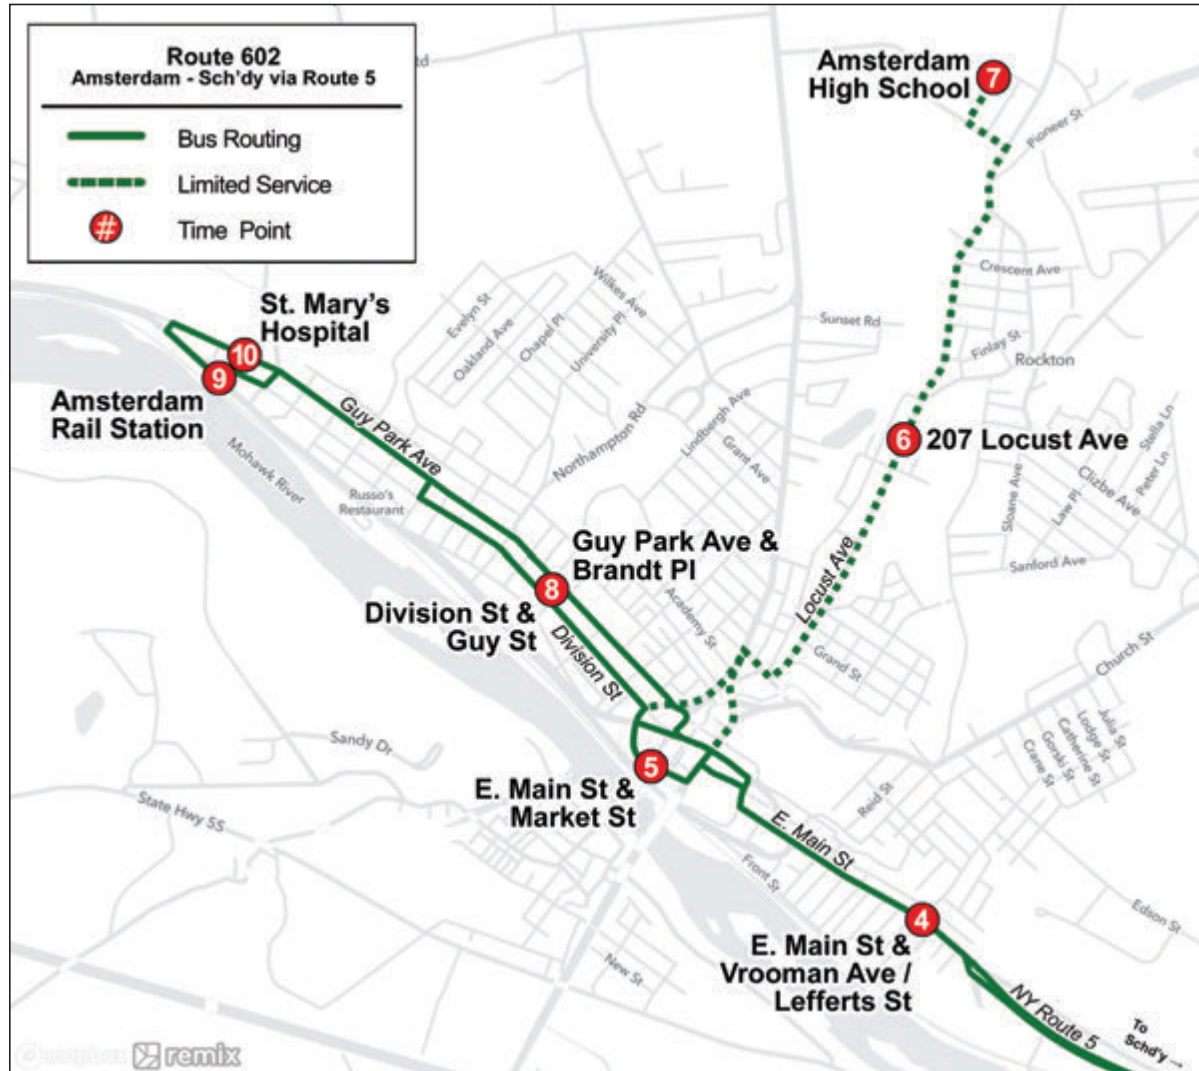 Route 602
Amsterdam - Sch'dy via Route 5
Bus Routing
Limited Service
#
Time Point
Rd
Amsterdam
High School
7
Pioneer St
Crescent Ave
Wilkes Ave
Evelyn St
Oakland Ave
Chapel Pl
University Pl
Sunset Rd
Finlay St
Rockton
St. Mary's
Hospital
10
9
Amsterdam
Rail Station
Guy Park Ave
Mohawk River
Russo's
Restaurant
Northampton Rd
Lindbergh Ave
Grant Ave
6
207 Locust Ave
Stella Ln
Peter Ln
Clizbe Ave
Law Pl
Sloane Ave
Sanford Ave
Locust Ave
Guy Park Ave &
Brandt Pl
8
Division St &
Guy St
Division St
Academy St
Grand St
Church St
Julia St
Lodge St
Catherine St
Gorski St
Crane St
Sandy Dr
State Hwy 5S
5
E. Main St &
Market St
Reid St
E. Main St
Front St
4
E. Main St &
Vrooman Ave /
Lefferts St
Edson St
New St
NY Route 5
To
Schd'y →
remix